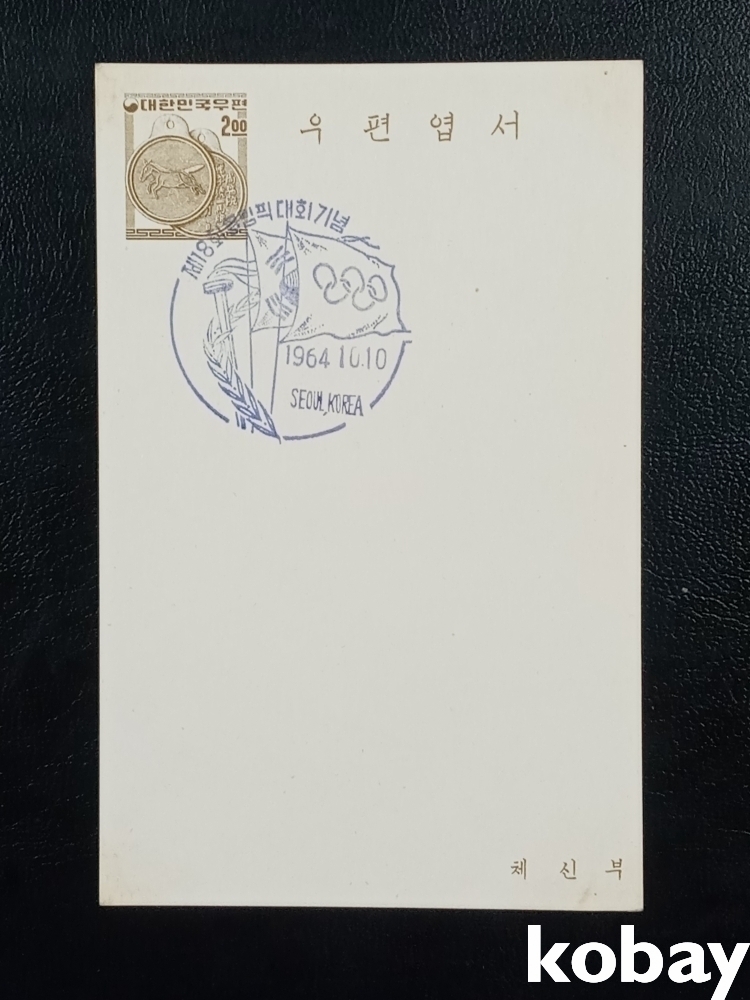 대한민국우편
2.00
우편엽서
제18회올림픽대회기념
1964.10.10
SEOUL, KOREA
체신부
kobay